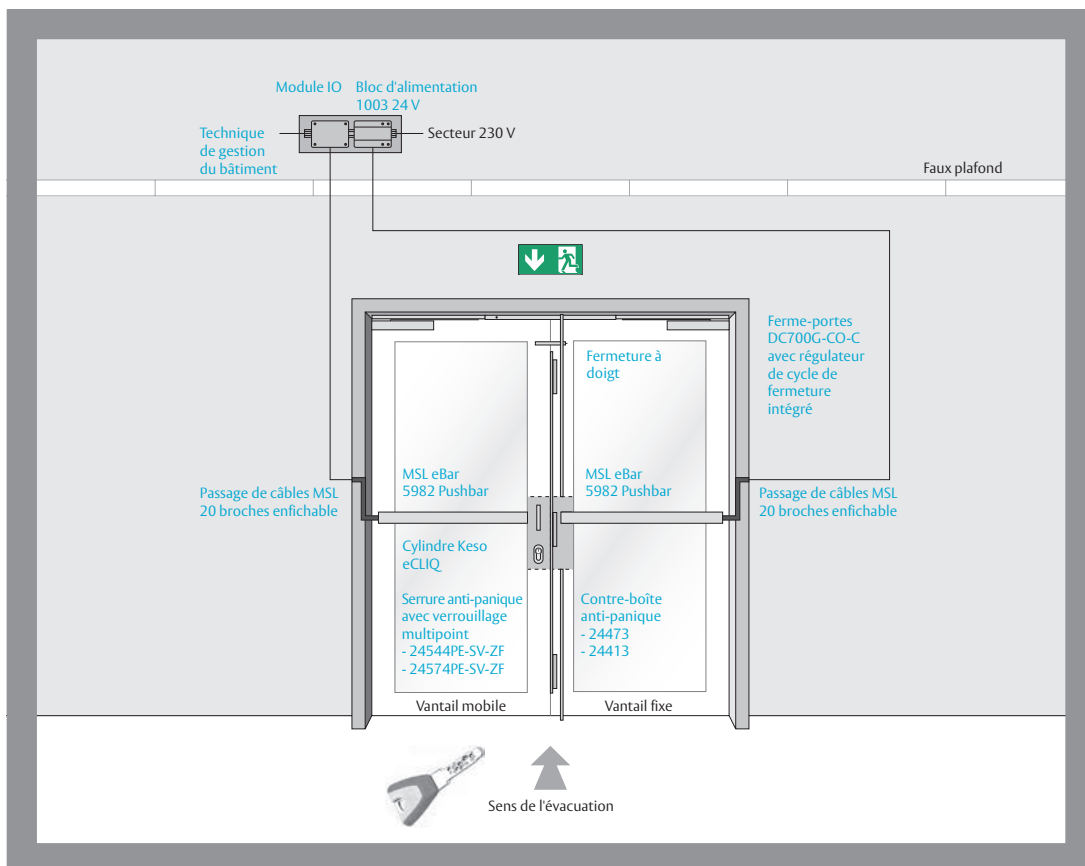 Module IO
Bloc d'alimentation
1003 24 V
Technique
de gestion
du bâtiment
Secteur 230 V
Faux plafond
Ferme-portes
DC700G-CO-C
avec régulateur
de cycle de
fermeture
intégré
Fermeture à
doigt
MSL eBar
5982 Pushbar
MSL eBar
5982 Pushbar
Passage de câbles MSL
20 broches enfichable
Passage de câbles MSL
20 broches enfichable
Cylindre Keso
eCLIQ
Serrure anti-panique
avec verrouillage
multipoint
- 24544PE-SV-ZF
- 24574PE-SV-ZF
Contre-boîte
anti-panique
- 24473
- 24413
Vantail mobile
Vantail fixe
Sens de l'évacuation